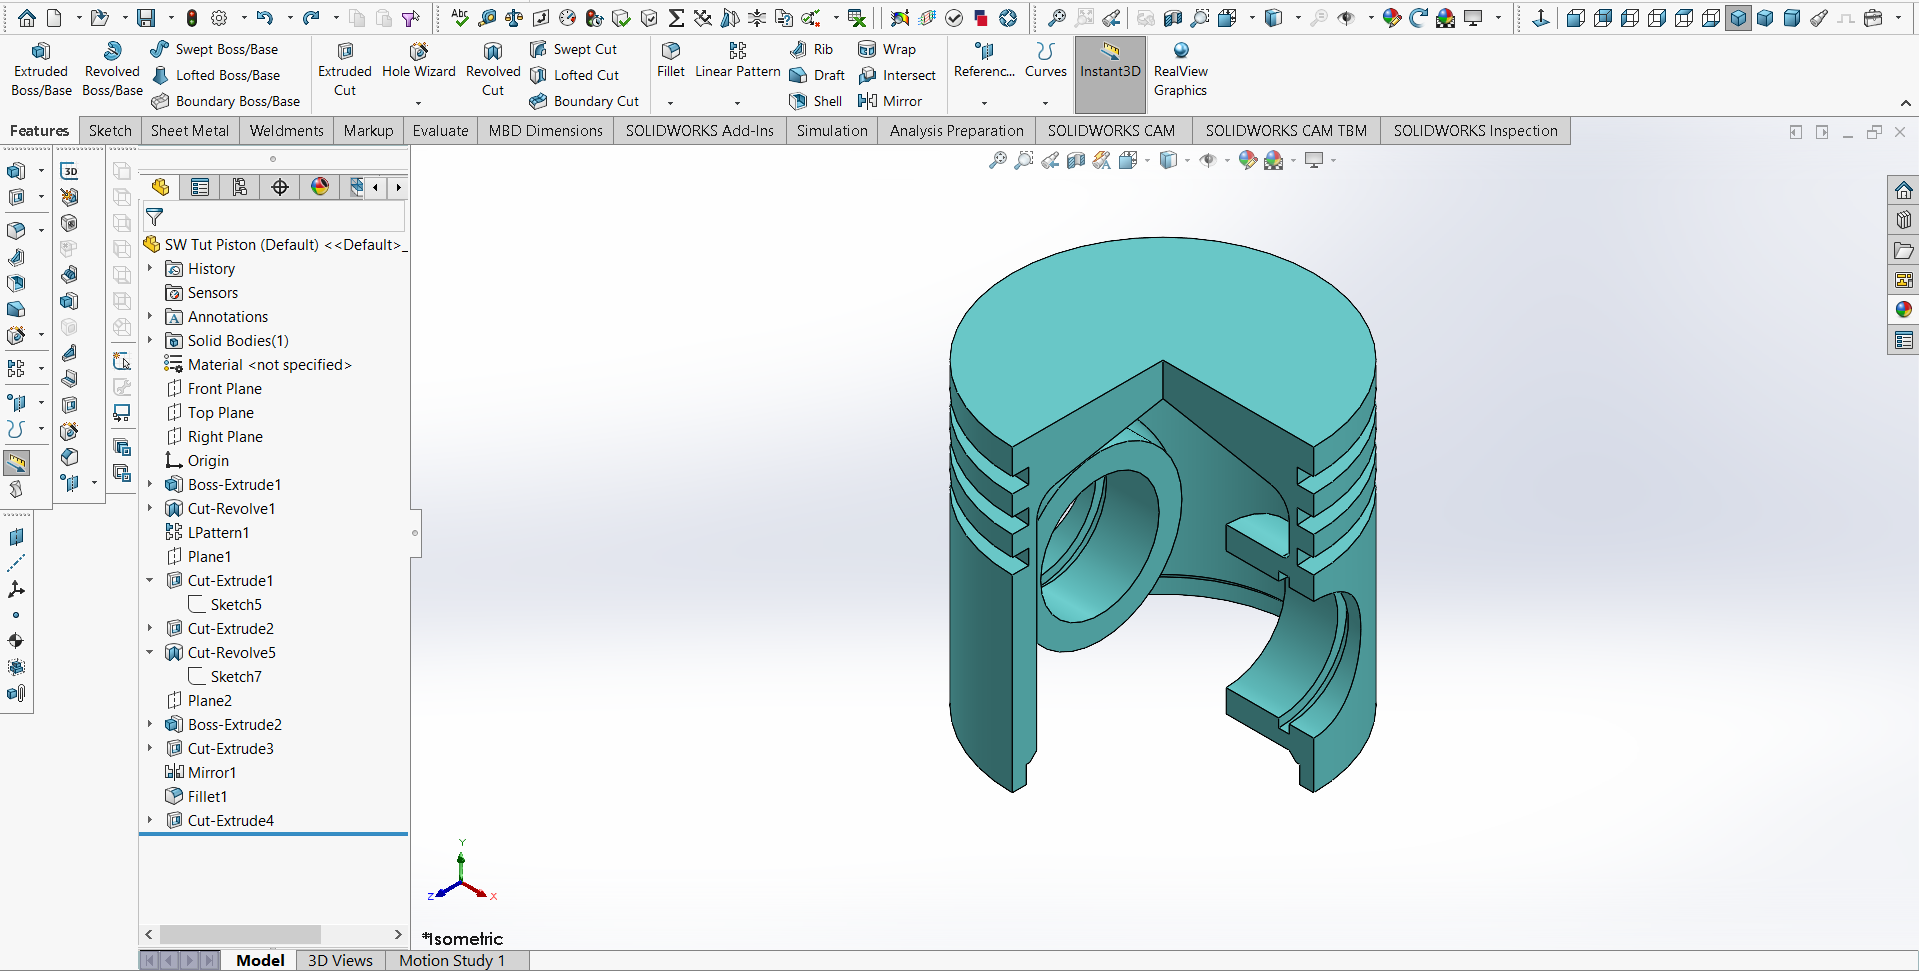 Extruded Boss/Base
Revolved Boss/Base
Swept Boss/Base
Lofted Boss/Base
Boundary Boss/Base
Extruded Cut
Hole Wizard
Revolved Cut
Swept Cut
Lofted Cut
Boundary Cut
Fillet
Linear Pattern
Rib
Draft
Shell
Wrap
Intersect
Mirror
Referenc...
Curves
Instant3D
RealView Graphics
Features
Sketch
Sheet Metal
Weldments
Markup
Evaluate
MBD Dimensions
SOLIDWORKS Add-Ins
Simulation
Analysis Preparation
SOLIDWORKS CAM
SOLIDWORKS CAM TBM
SOLIDWORKS Inspection
3D
SW Tut Piston (Default) <<Default>_
History
Sensors
A Annotations
Solid Bodies(1)
Material <not specified>
Front Plane
Top Plane
Right Plane
Origin
Boss-Extrude1
Cut-Revolve1
LPattern1
Plane1
Cut-Extrude1
Sketch5
Cut-Extrude2
Cut-Revolve5
Sketch7
Plane2
Boss-Extrude2
Cut-Extrude3
Mirror1
Fillet1
Cut-Extrude4
Y
Z
X
*Isometric
Model
3D Views
Motion Study 1